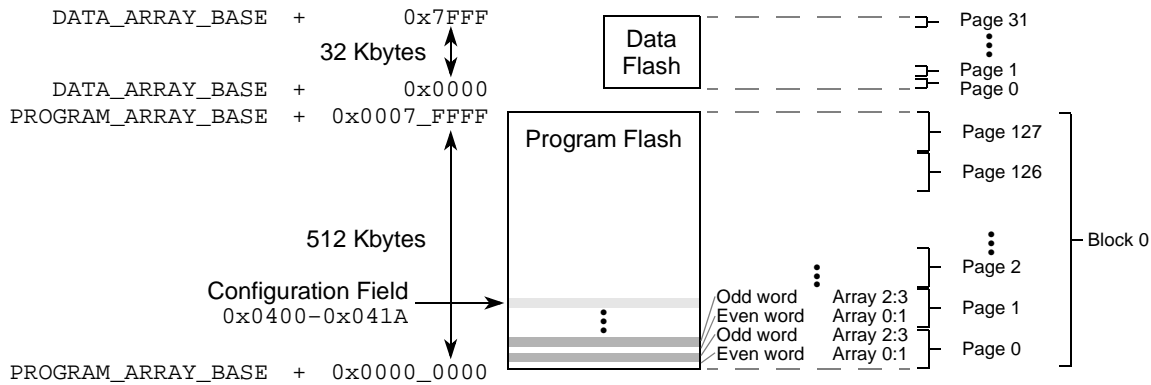 DATA_ARRAY_BASE + 0x7FFF
32 Kbytes
DATA_ARRAY_BASE + 0x0000
PROGRAM_ARRAY_BASE + 0x0007_FFFF
512 Kbytes
Configuration Field
0x0400–0x041A
PROGRAM_ARRAY_BASE + 0x0000_0000
Data
Flash
Program Flash
Page 31
Page 1
Page 0
Page 127
Page 126
Page 2
Odd word Array 2:3
Even word Array 0:1
Page 1
Odd word Array 2:3
Even word Array 0:1
Page 0
Block 0